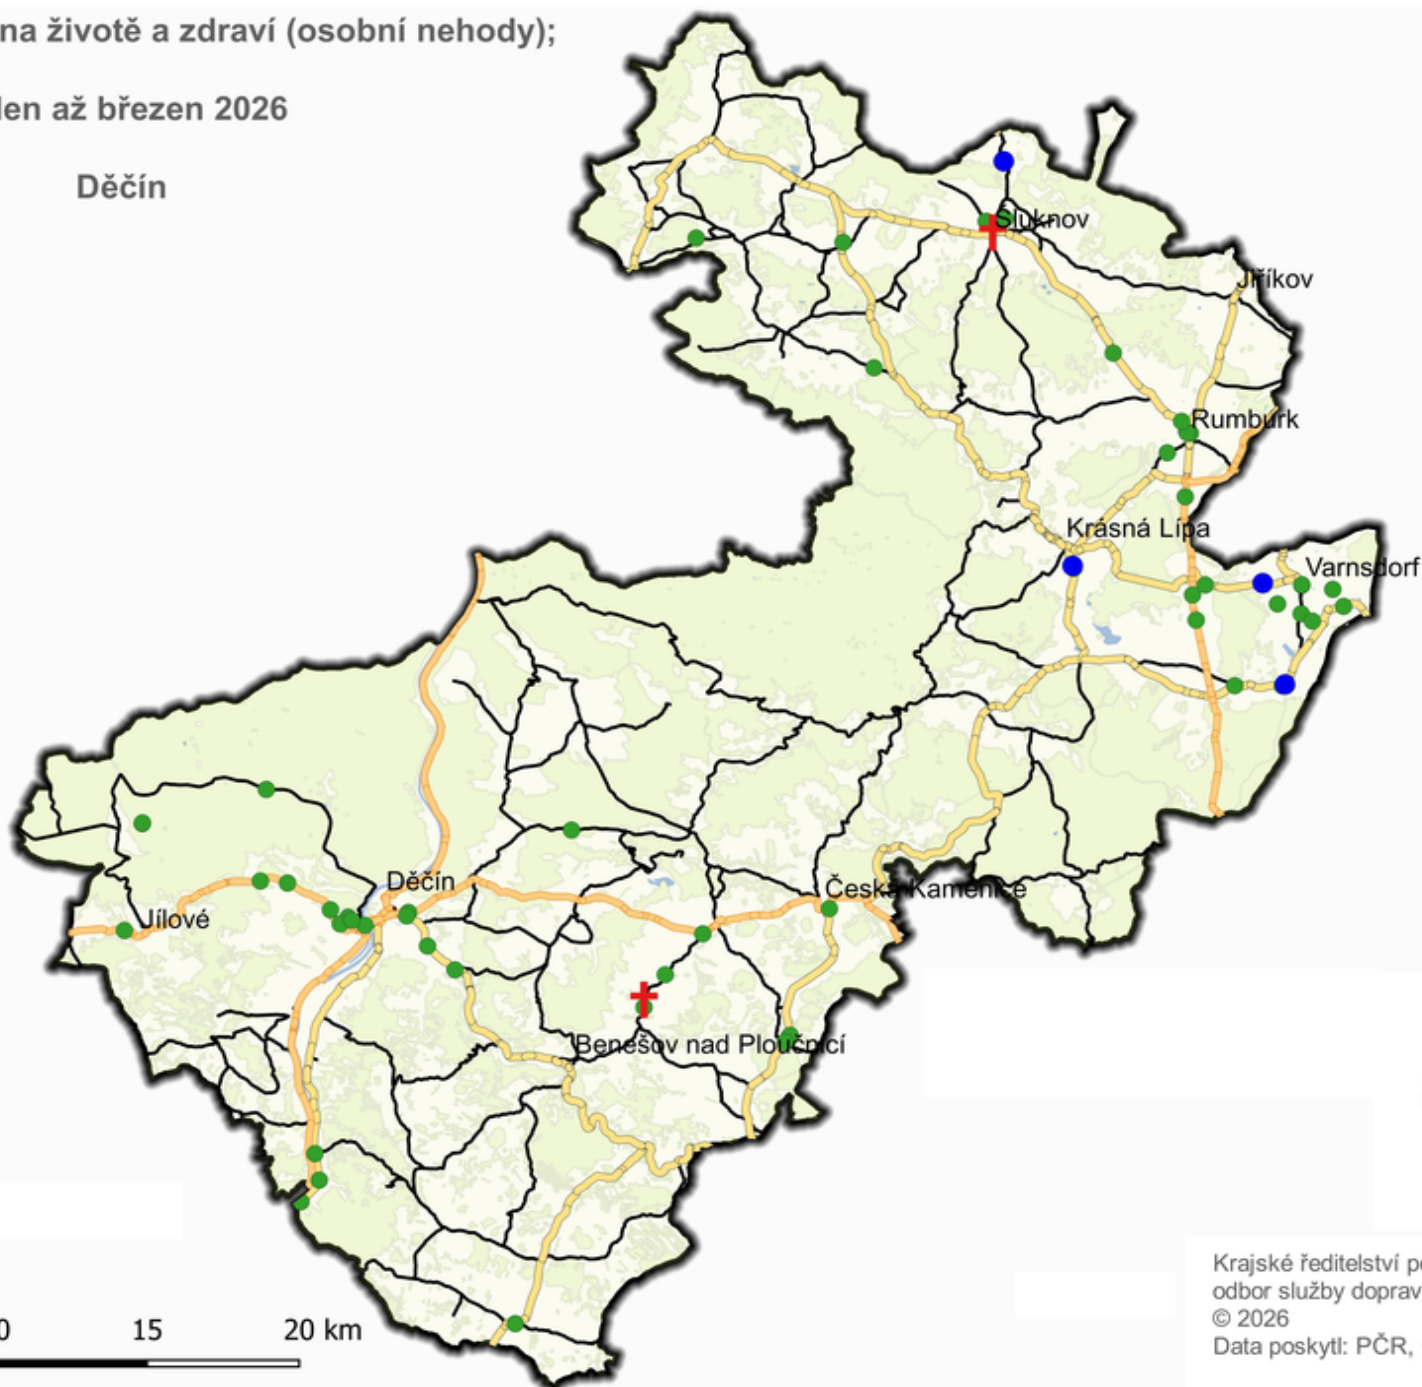 na životě a zdraví (osobní nehody);
len až březen 2026
Děčín
Šluknov
Jiříkov
Rumburk
Krásná Lípa
Varnsdorf
Děčín
Česká Kamenice
Jílové
Benešov nad Ploučnicí
0 15 20 km
Krajské ředitelství po
odbor služby doprav
© 2026
Data poskytl: PČR,